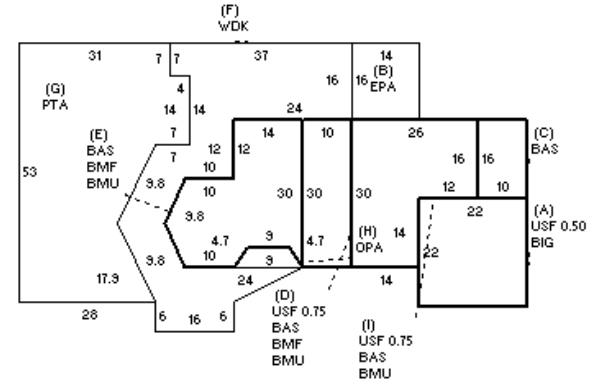 (F)
WDK
31
7
7
37
14
16
16
(B)
EPA
(G)
PTA
4
14
14
24
7
7
(E)
BAS
BMF
BMU
12
12
14
10
26
(C)
BAS
16
16
10
10
53
9.8
9.8
30
30
30
12
10
22
(A)
USF 0.50
BIG
(H)
OPA
14
22
9
4.7
4.7
9.8
10
9
17.9
24
14
28
6
16
6
(D)
USF 0.75
BAS
BMF
BMU
(I)
USF 0.75
BAS
BMU